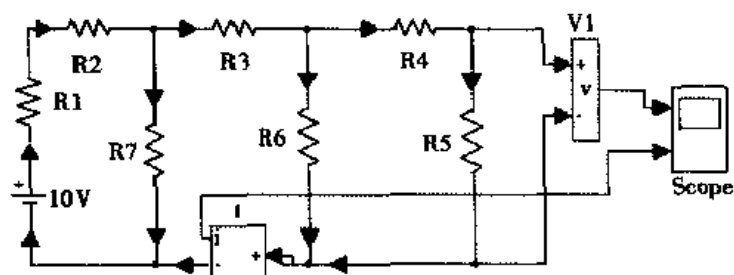 V1
R2
R3
R4
+
v
-
R1
R7
R6
R5
+
10V
Scope
i
i
+
-